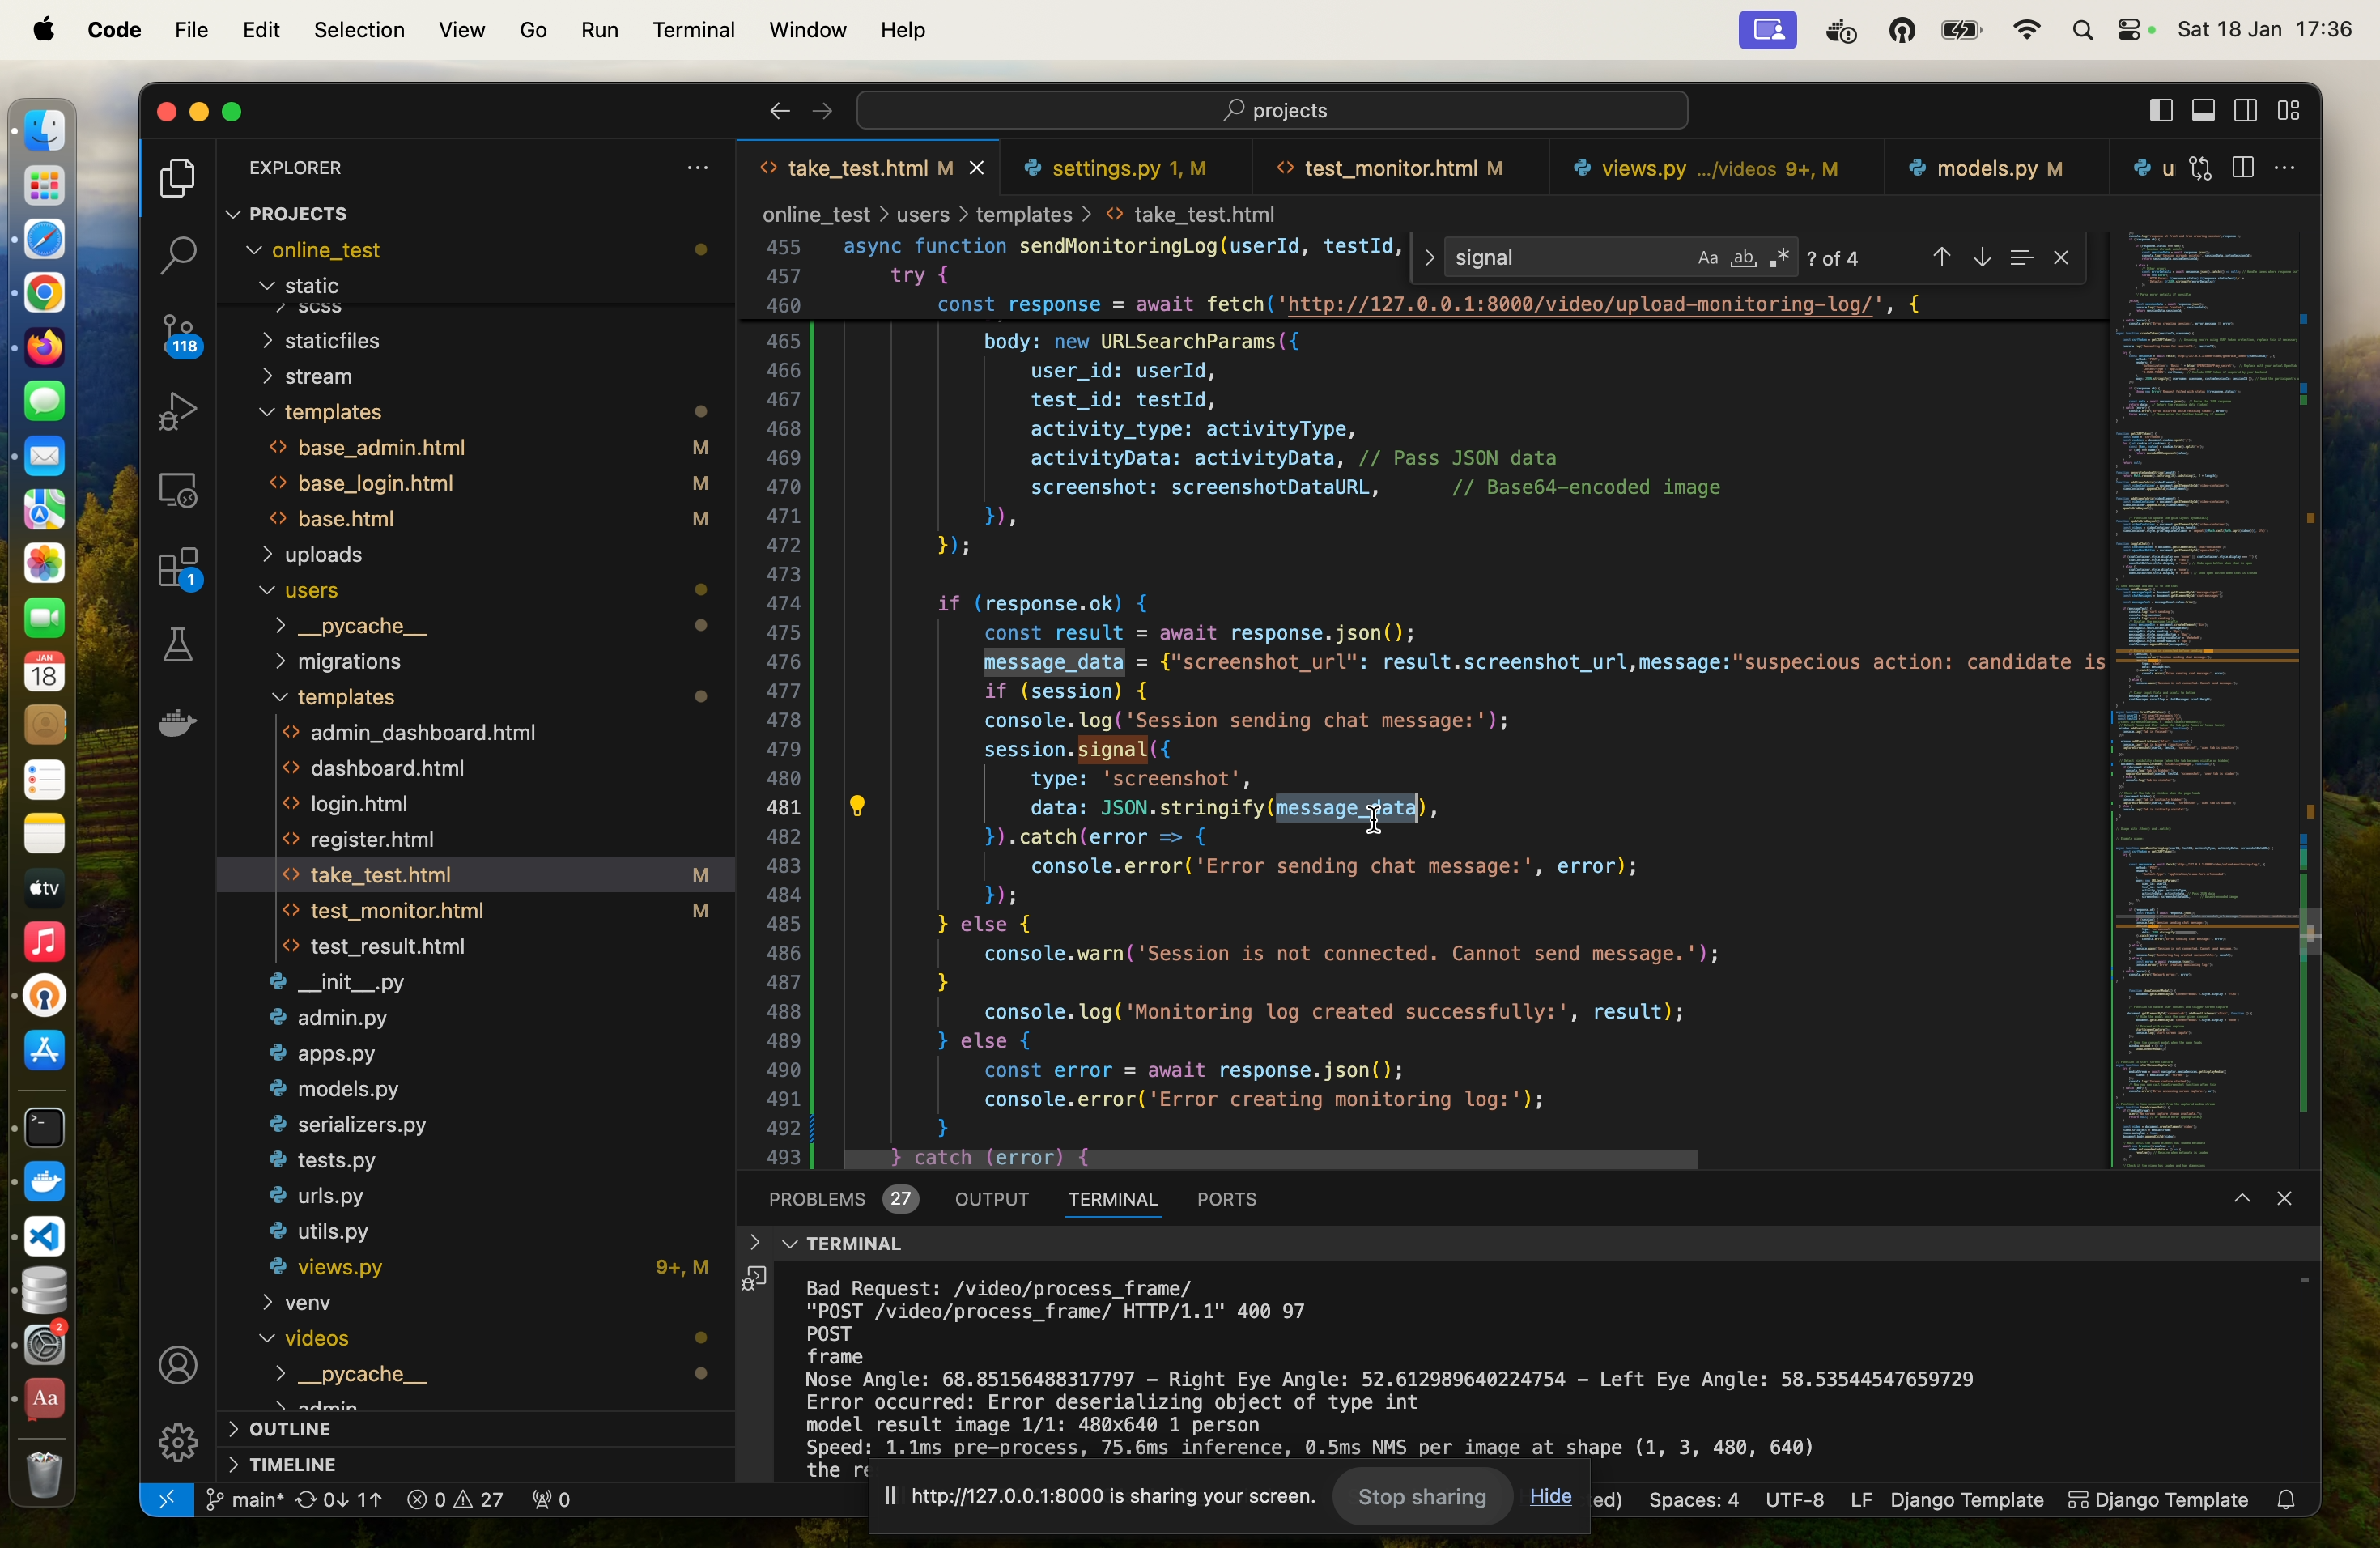 Code File Edit Selection View Go Run Terminal Window Help Sat 18 Jan 17:36
projects
EXPLORER
PROJECTS
online_test
static
scss
staticfiles
stream
templates
base_admin.html M
base_login.html M
base.html M
uploads
users
__pycache__
migrations
templates
admin_dashboard.html
dashboard.html
login.html
register.html
take_test.html M
test_monitor.html M
test_result.html
__init__.py
admin.py
apps.py
models.py
serializers.py
tests.py
urls.py
utils.py
views.py 9+, M
venv
videos
__pycache__
admin
OUTLINE
TIMELINE
118
1
JAN
18
tv
2
Aa
take_test.html M settings.py 1, M test_monitor.html M views.py .../videos 9+, M models.py M u
online_test > users > templates > take_test.html
signal Aa ab ? of 4
455 async function sendMonitoringLog(userId, testId,
457 try {
460 const response = await fetch('http://127.0.0.1:8000/video/upload-monitoring-log/', {
465 body: new URLSearchParams({
466 user_id: userId,
467 test_id: testId,
468 activity_type: activityType,
469 activityData: activityData, // Pass JSON data
470 screenshot: screenshotDataURL, // Base64-encoded image
471 }),
472 });
473
474 if (response.ok) {
475 const result = await response.json();
476 message_data = {"screenshot_url": result.screenshot_url,message:"suspecious action: candidate is
477 if (session) {
478 console.log('Session sending chat message:');
479 session.signal({
480 type: 'screenshot',
481 data: JSON.stringify(message_data),
482 }).catch(error => {
483 console.error('Error sending chat message:', error);
484 });
485 } else {
486 console.warn('Session is not connected. Cannot send message.');
487 }
488 console.log('Monitoring log created successfully:', result);
489 } else {
490 const error = await response.json();
491 console.error('Error creating monitoring log:');
492 }
493 } catch (error) {
PROBLEMS 27 OUTPUT TERMINAL PORTS
TERMINAL
Bad Request: /video/process_frame/
"POST /video/process_frame/ HTTP/1.1" 400 97
POST
frame
Nose Angle: 68.85156488317797 - Right Eye Angle: 52.612989640224754 - Left Eye Angle: 58.53544547659729
Error occurred: Error deserializing object of type int
model result image 1/1: 480x640 1 person
Speed: 1.1ms pre-process, 75.6ms inference, 0.5ms NMS per image at shape (1, 3, 480, 640)
the re
http://127.0.0.1:8000 is sharing your screen. Stop sharing Hide
main* 0↓ 1↑ 0 27 0 ed) Spaces: 4 UTF-8 LF Django Template Django Template